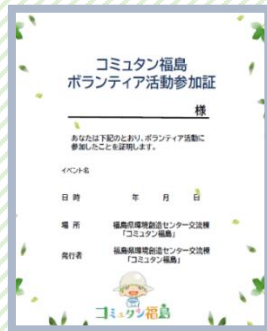 コミュタン福島
ボランティア活動参加証
様
あなたは下記のとおり、ボランティア活動に
参加したことを証明します。
イベント名
日 時 年 月 日
場 所 福島県環境創造センター交流棟
「コミュタン福島」
発行者 福島県環境創造センター交流棟
「コミュタン福島」
コミュタン福島